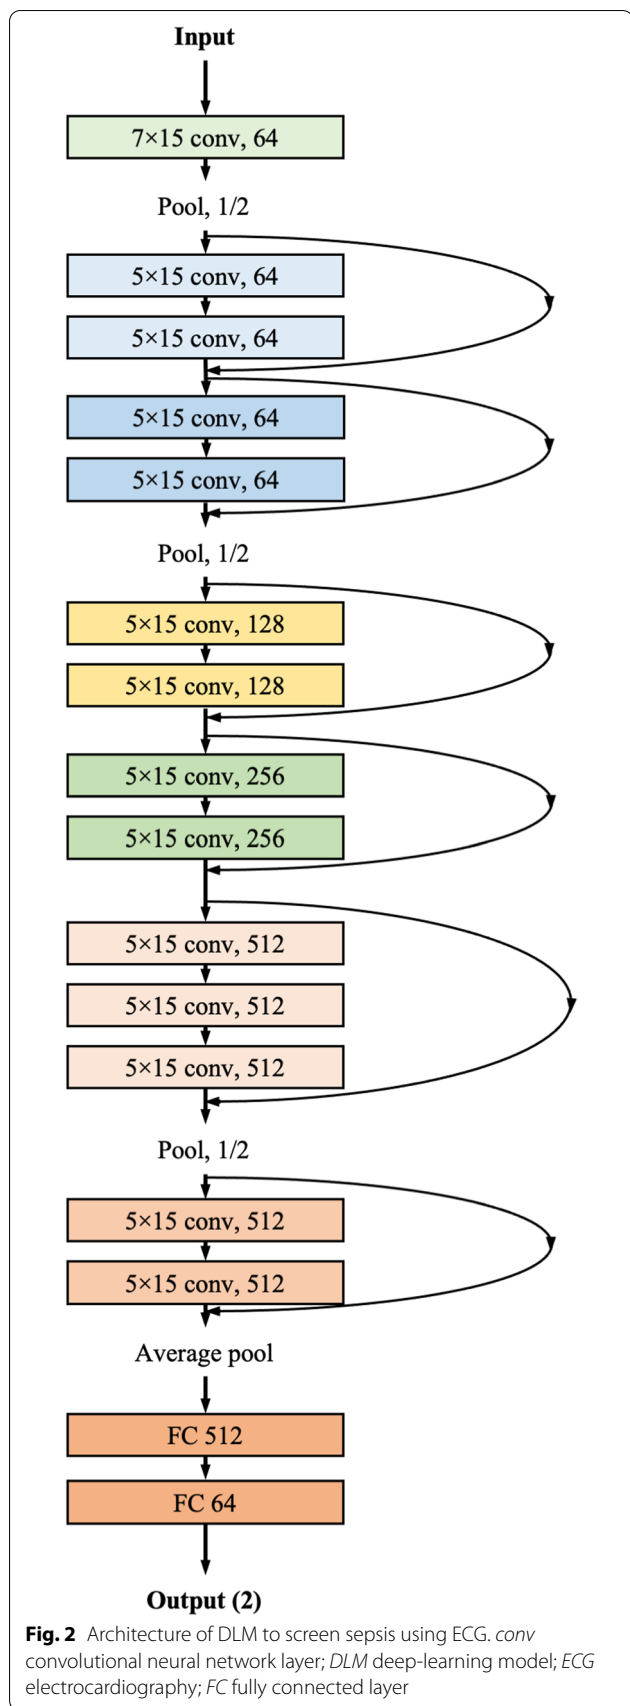 Input
7×15 conv, 64
Pool, 1/2
5×15 conv, 64
5×15 conv, 64
5×15 conv, 64
5×15 conv, 64
Pool, 1/2
5×15 conv, 128
5×15 conv, 128
5×15 conv, 256
5×15 conv, 256
5×15 conv, 512
5×15 conv, 512
5×15 conv, 512
Pool, 1/2
5×15 conv, 512
5×15 conv, 512
Average pool
FC 512
FC 64
Output (2)
Fig. 2 Architecture of DLM to screen sepsis using ECG. conv
convolutional neural network layer; DLM deep-learning model; ECG
electrocardiography; FC fully connected layer